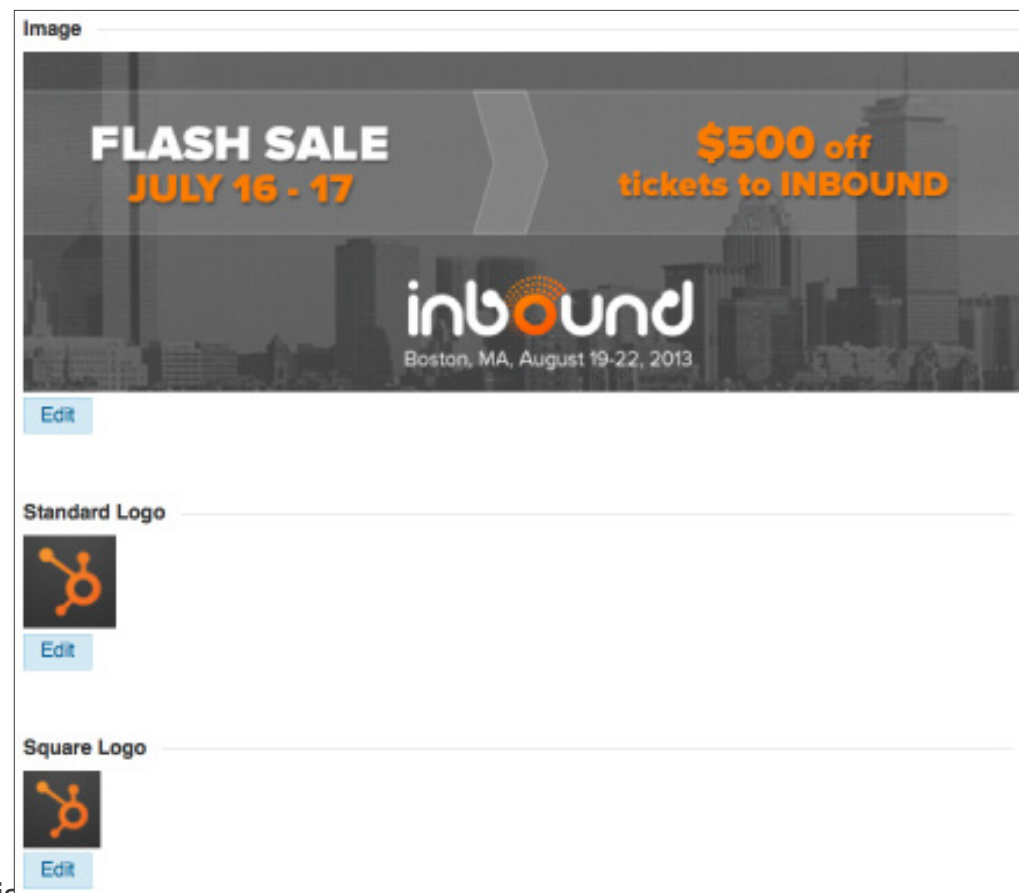 Image
FLASH SALE
JULY 16 - 17
$500 off
tickets to INBOUND
inbound
Boston, MA, August 19-22, 2013
Edit
Standard Logo
Edit
Square Logo
Edit